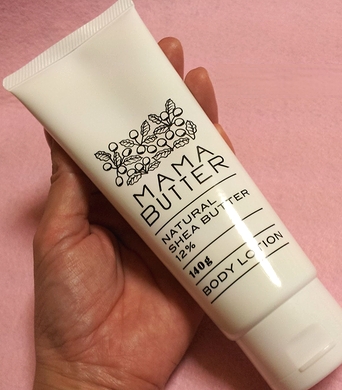 MAMA
BUTTER
NATURAL
SHEA BUTTER
12%
140g
BODY LOTION